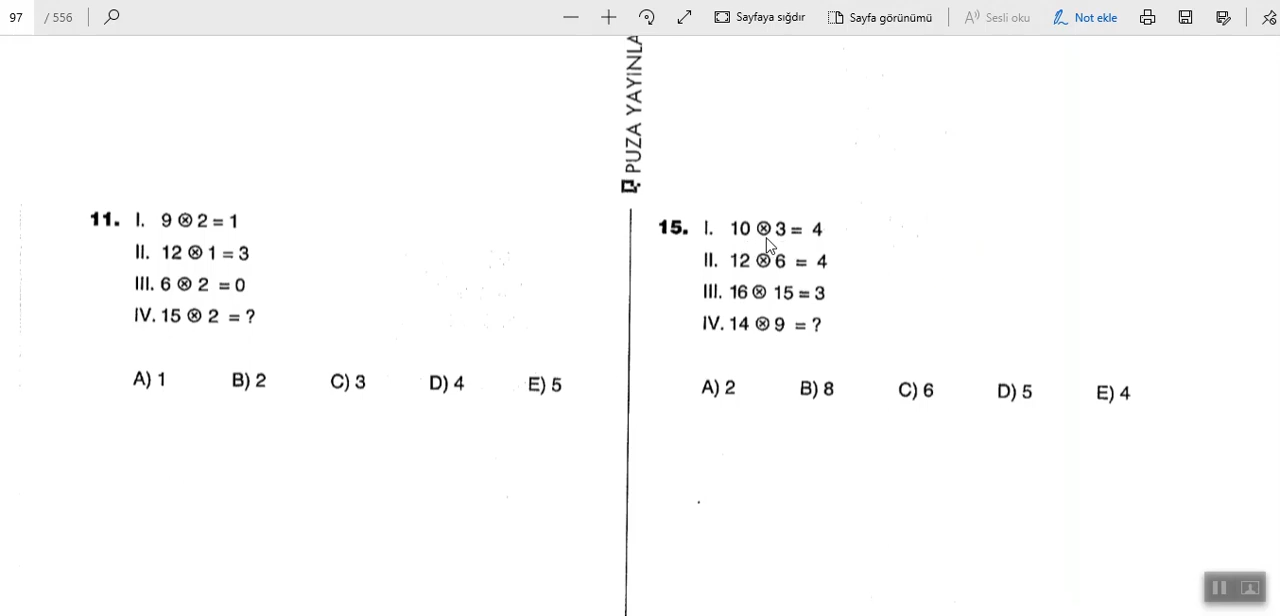 97 / 556 Sayfaya sığdır Sayfa görünümü Sesli oku Not ekle
PUZA YAYINLA
11. I. 9 ⊗ 2 = 1
II. 12 ⊗ 1 = 3
III. 6 ⊗ 2 = 0
IV. 15 ⊗ 2 = ?
A) 1 B) 2 C) 3 D) 4 E) 5
15. I. 10 ⊗ 3 = 4
II. 12 ⊗ 6 = 4
III. 16 ⊗ 15 = 3
IV. 14 ⊗ 9 = ?
A) 2 B) 8 C) 6 D) 5 E) 4